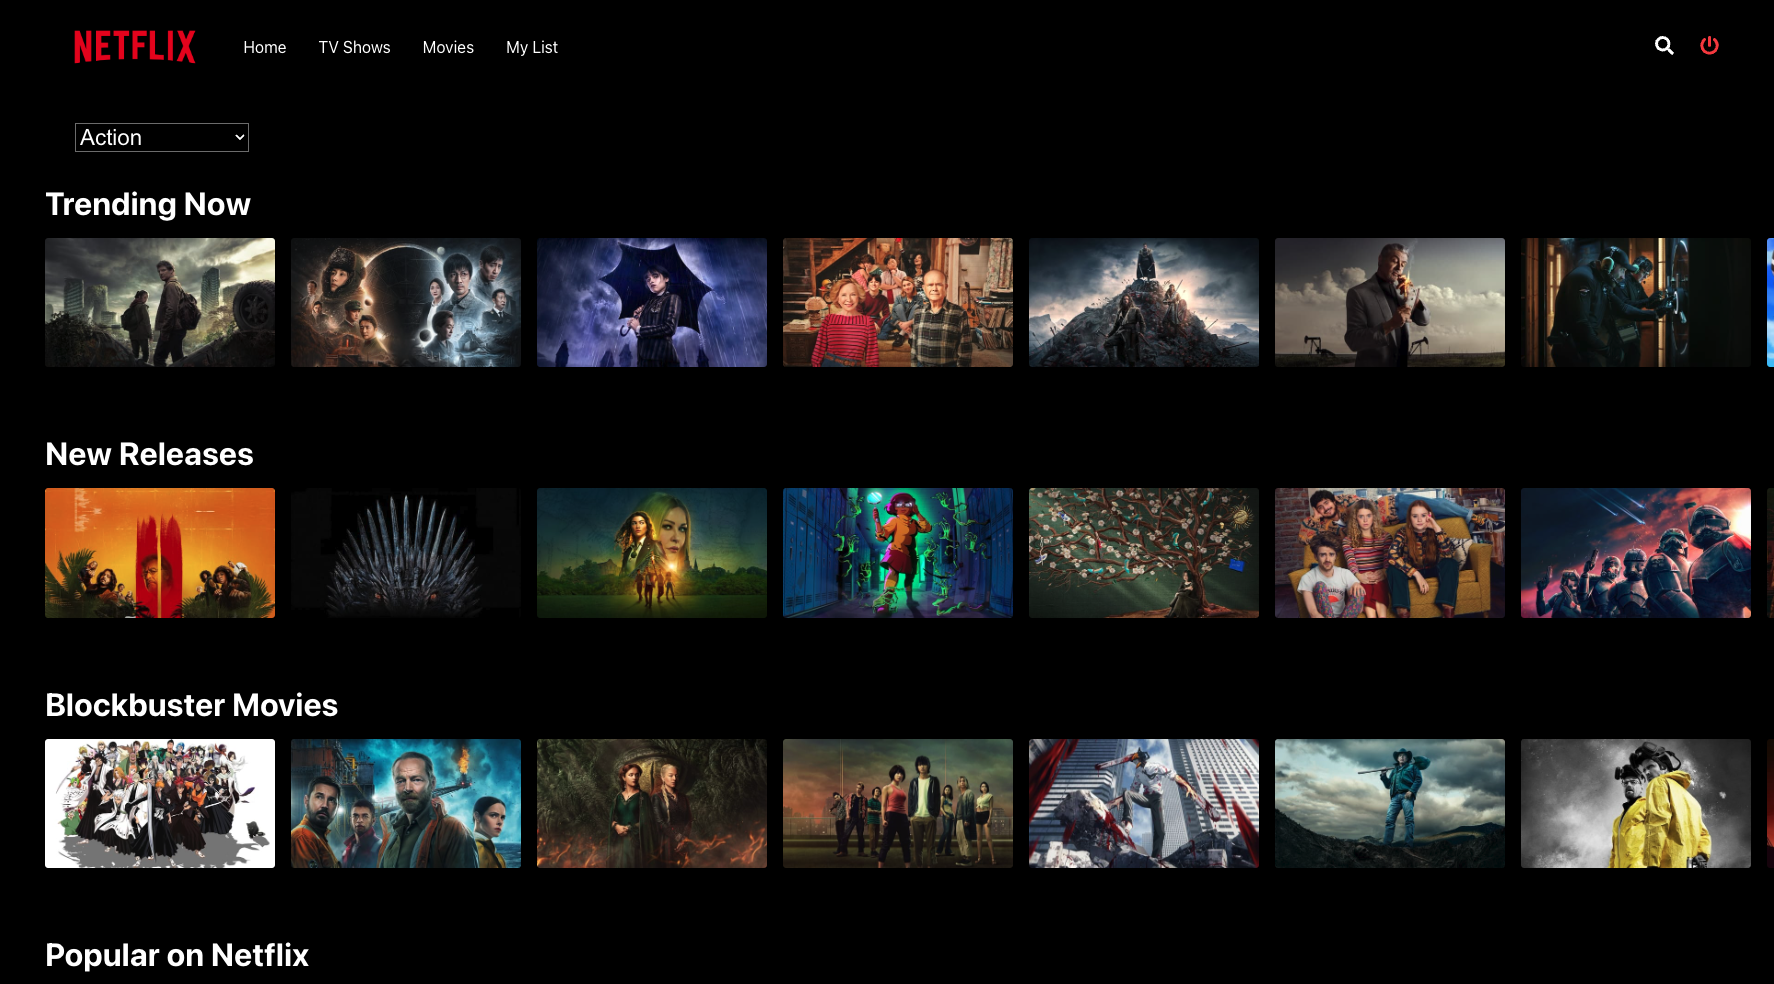 NETFLIX
Home
TV Shows
Movies
My List
Action
Trending Now
New Releases
Blockbuster Movies
Popular on Netflix